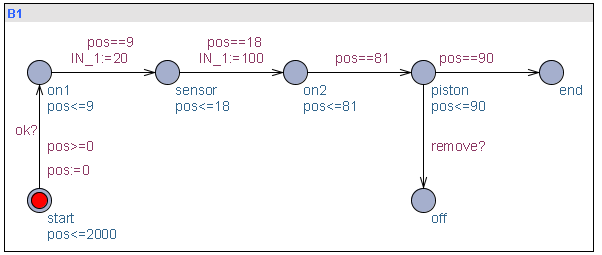 B1
pos==9
IN_1:=20
pos==18
IN_1:=100
pos==81
pos==90
on1
pos<=9
sensor
pos<=18
on2
pos<=81
piston
pos<=90
end
ok?
pos>=0
pos:=0
remove?
start
pos<=2000
off